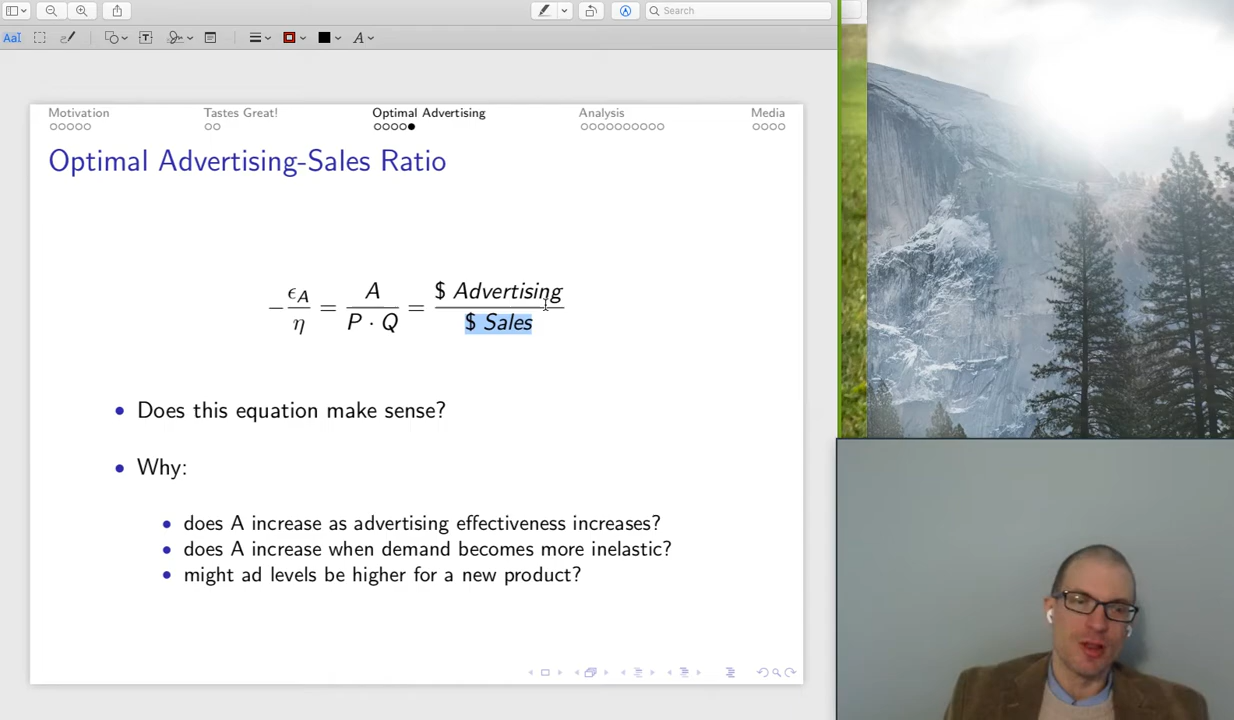 AaI
T
A
Search
Motivation Tastes Great! Optimal Advertising Analysis Media
Optimal Advertising-Sales Ratio
− ϵ_A / η = A / P · Q = $ Advertising / $ Sales
• Does this equation make sense?
• Why:
• does A increase as advertising effectiveness increases?
• does A increase when demand becomes more inelastic?
• might ad levels be higher for a new product?